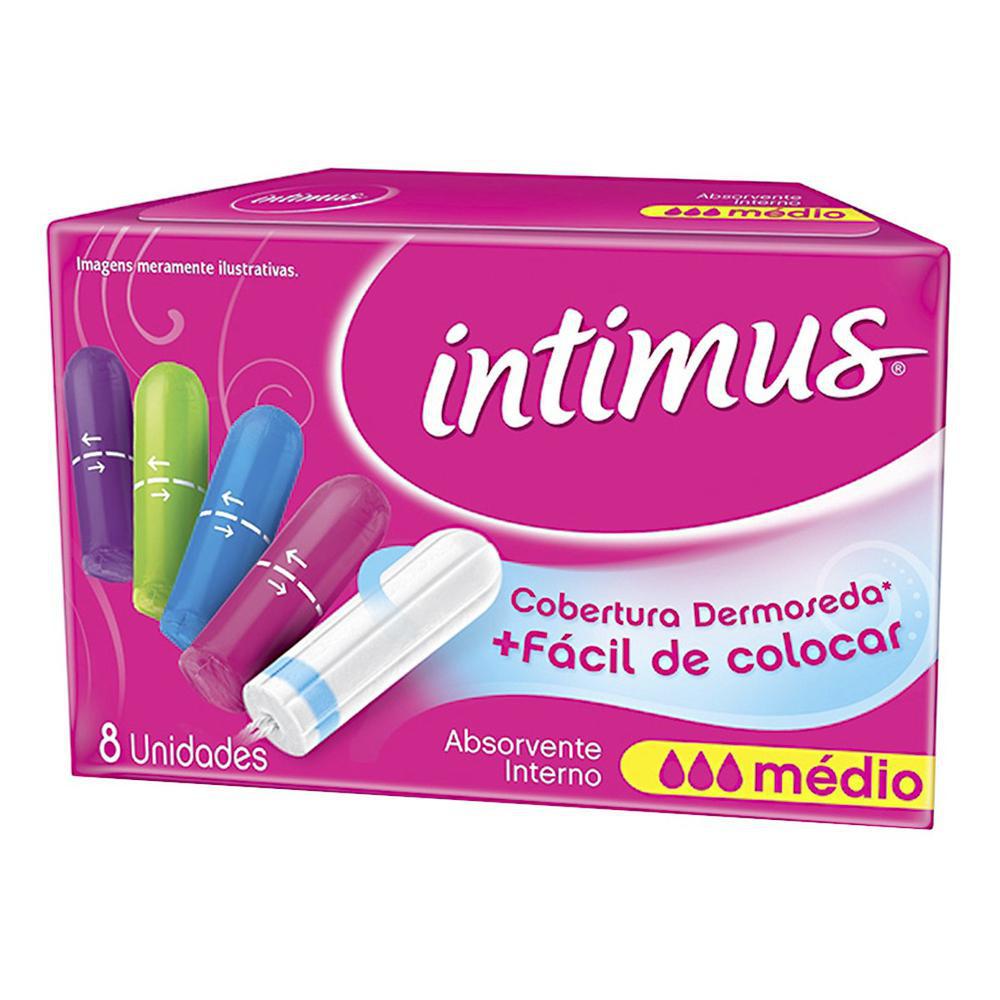 intimus
Absorvente
Interno
médio
Imagens meramente ilustrativas.
intimus®
Cobertura Dermoseda*
+Fácil de colocar
8 Unidades
Absorvente
Interno
médio